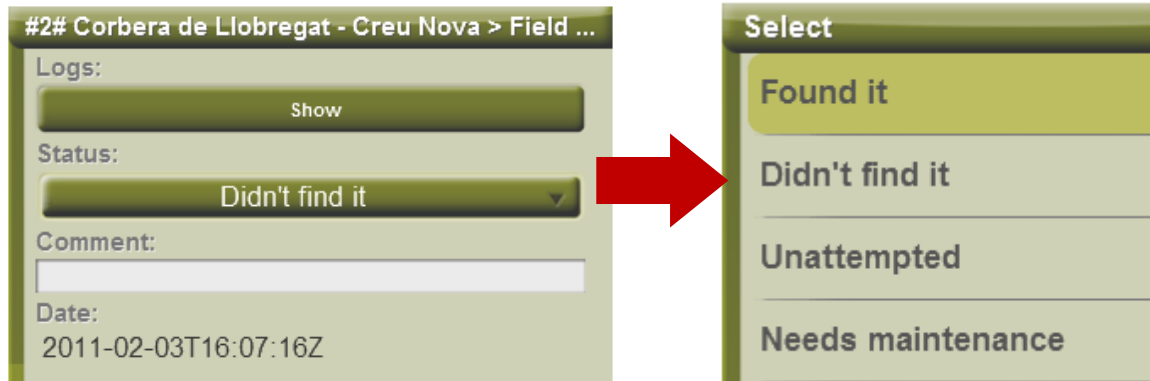 #2# Corbera de Llobregat - Creu Nova > Field ...
Logs:
Show
Status:
Didn't find it
Comment:
Date:
2011-02-03T16:07:16Z
Select
Found it
Didn't find it
Unattempted
Needs maintenance